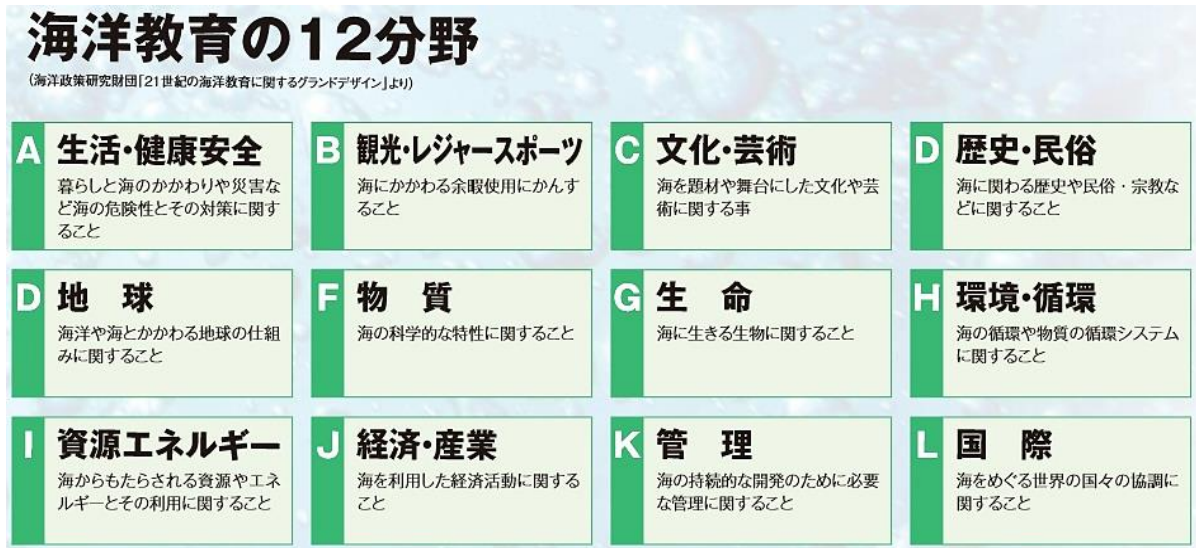 海洋教育の12分野
(海洋政策研究財団「21世紀の海洋教育に関するグランドデザイン」より)
A 生活・健康安全
暮らしと海のかかわりや災害な
ど海の危険性とその対策に関す
ること
B 観光・レジャースポーツ
海にかかわる余暇使用にかんす
ること
C 文化・芸術
海を題材や舞台にした文化や芸
術に関する事
D 歴史・民俗
海に関わる歴史や民俗・宗教な
どに関すること
D 地 球
海洋や海とかかわる地球の仕組
みに関すること
F 物 質
海の科学的な特性に関すること
G 生 命
海に生きる生物に関すること
H 環境・循環
海の循環や物質の循環システム
に関すること
I 資源エネルギー
海からもたらされる資源やエネ
ルギーとその利用に関すること
J 経済・産業
海を利用した経済活動に関する
こと
K 管 理
海の持続的な開発のために必要
な管理に関すること
L 国 際
海をめぐる世界の国々の協調に
関すること